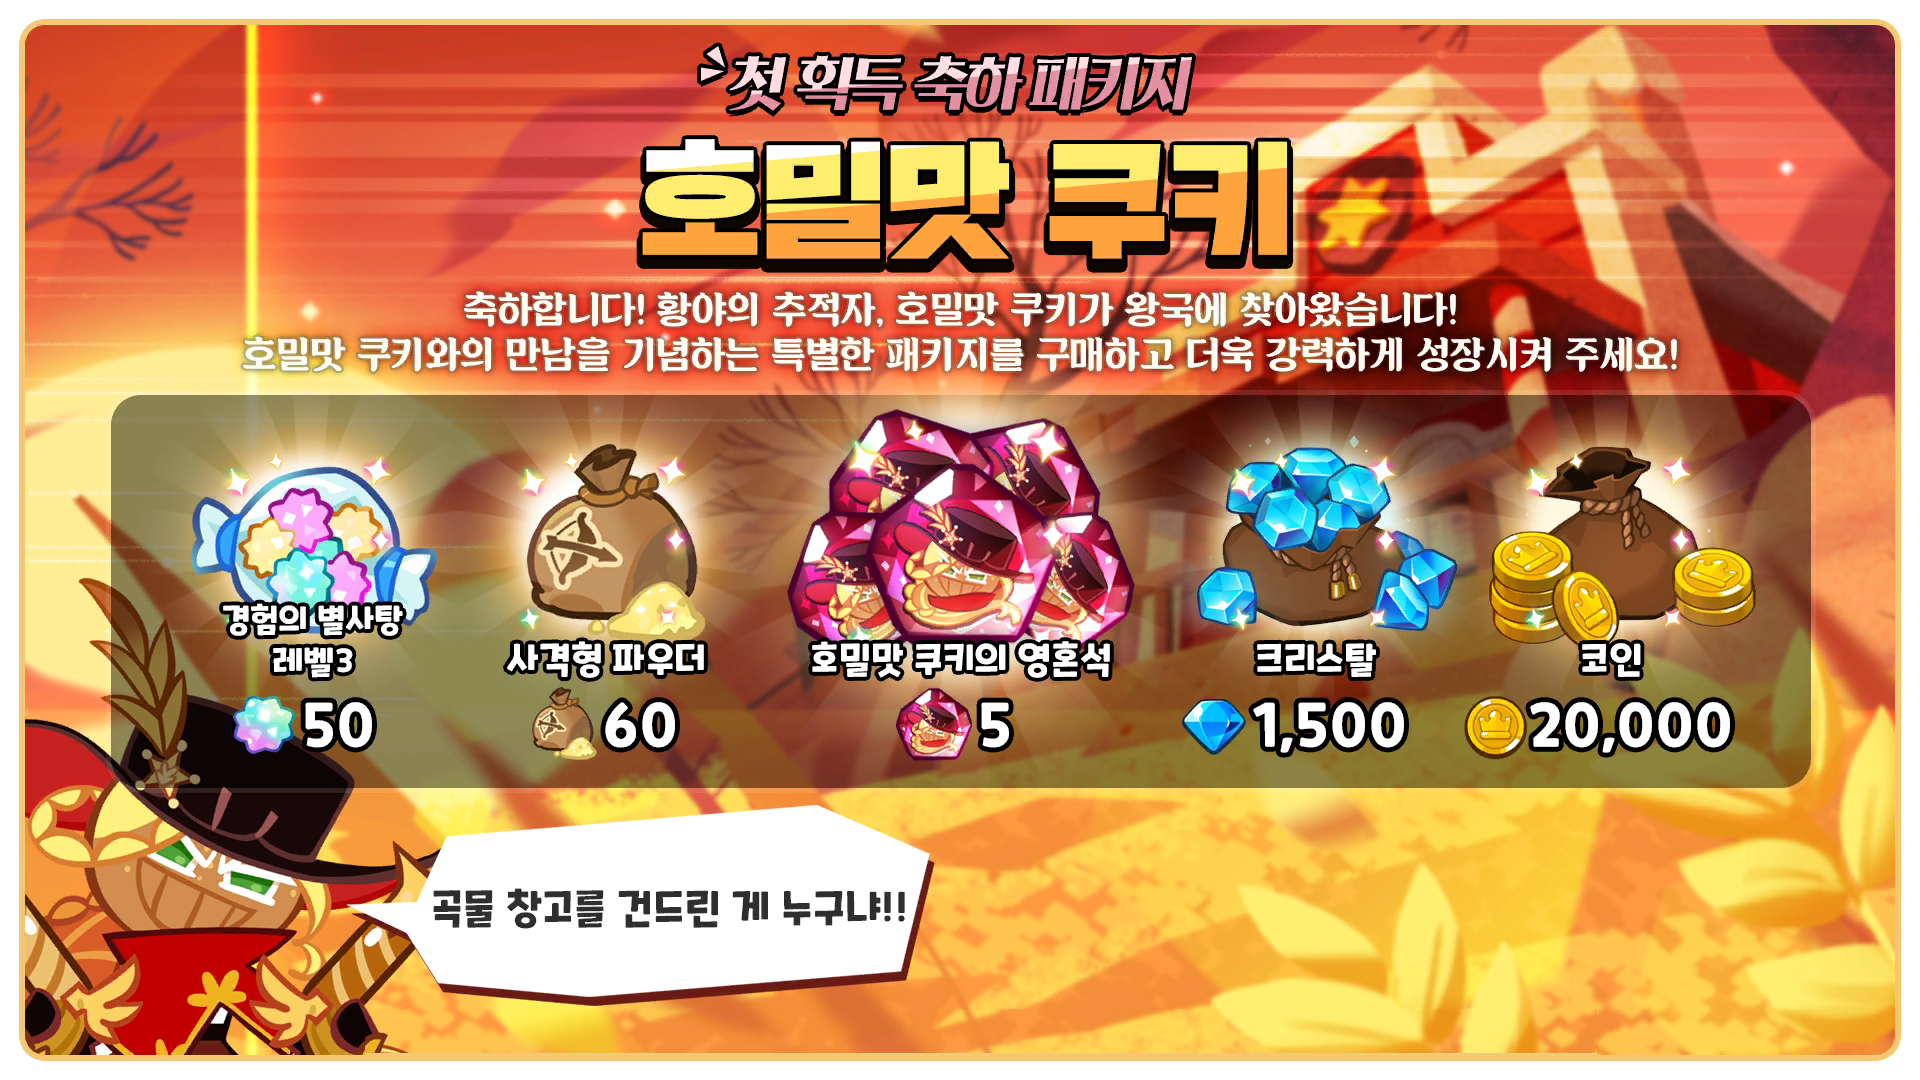 첫 획득 축하 패키지
호밀맛 쿠키
축하합니다! 황야의 추적자, 호밀맛 쿠키가 왕국에 찾아왔습니다!
호밀맛 쿠키와의 만남을 기념하는 특별한 패키지를 구매하고 더욱 강력하게 성장시켜 주세요!
경험의 별사탕
레벨3
50
사격형 파우더
60
호밀맛 쿠키의 영혼석
5
크리스탈
1,500
코인
20,000
곡물 창고를 건드린 게 누구냐!!